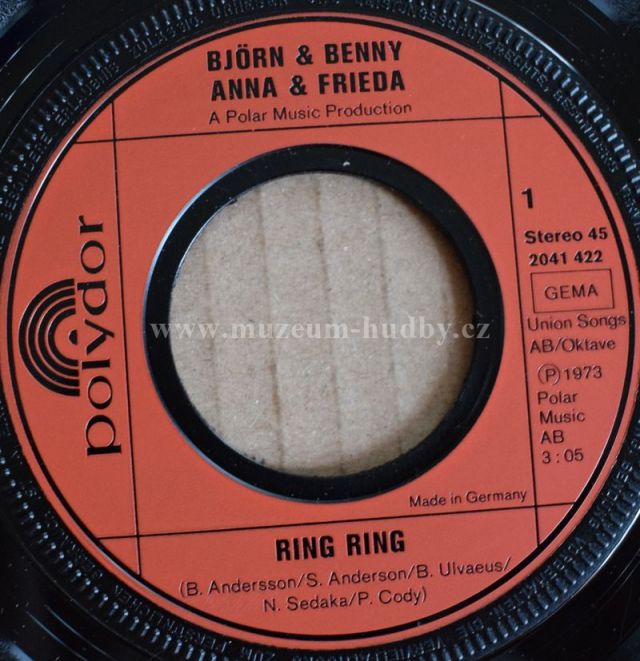 BJÖRN & BENNY
ANNA & FRIEDA
A Polar Music Production
polydor
1
Stereo 45
2041 422
GEMA
Union Songs
AB/Oktave
Ⓟ 1973
Polar
Music
AB
3 : 05
www.muzeum-hudby.cz
Made in Germany
RING RING
(B. Andersson/S. Anderson/B. Ulvaeus/
N. Sedaka/P. Cody)